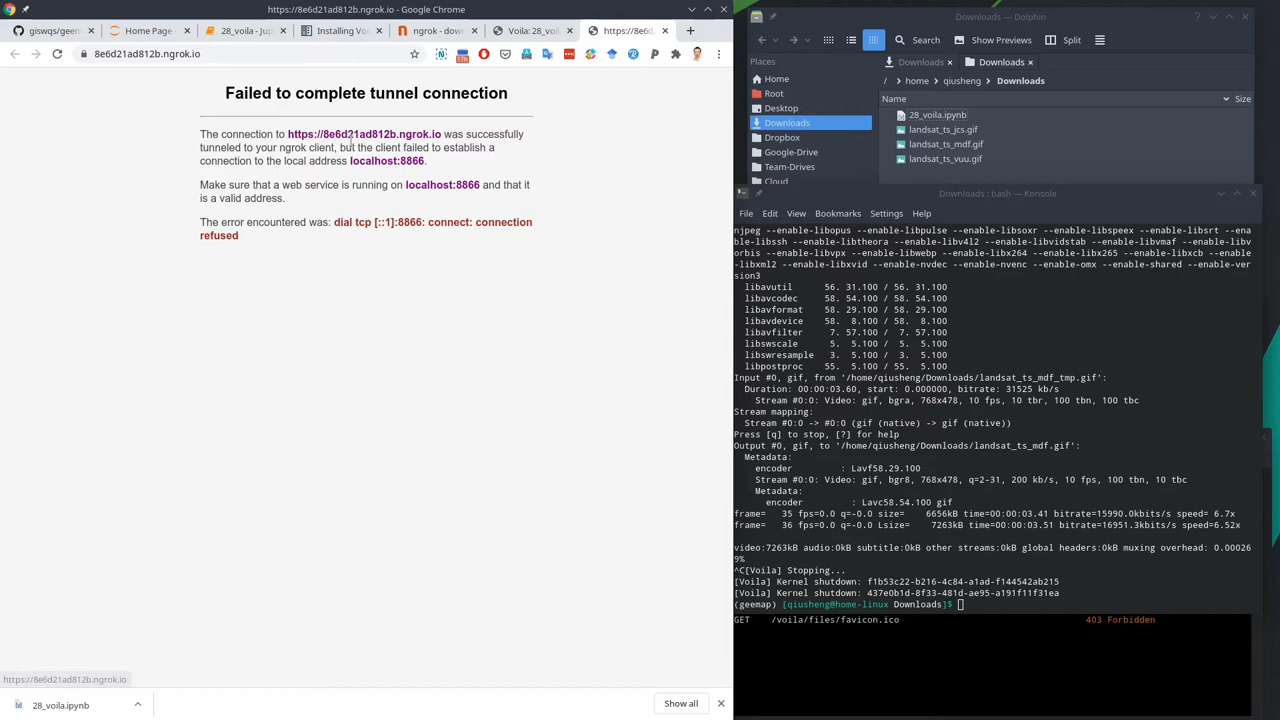 https://8e6d21ad812b.ngrok.io - Google Chrome
giswqs/geem
Home Page -
28_voila - Jup
Installing Voi
ngrok - down
Voila: 28_voil
https://8e6d
8e6d21ad812b.ngrok.io
Failed to complete tunnel connection
The connection to https://8e6d21ad812b.ngrok.io was successfully
tunneled to your ngrok client, but the client failed to establish a
connection to the local address localhost:8866.
Make sure that a web service is running on localhost:8866 and that it
is a valid address.
The error encountered was: dial tcp [::1]:8866: connect: connection
refused
https://8e6d21ad812b.ngrok.io
28_voila.ipynb
Show all
Downloads — Dolphin
Search
Show Previews
Split
Places
Home
Root
Desktop
Downloads
Dropbox
Google-Drive
Team-Drives
Cloud
Downloads
Downloads
/ home qiusheng Downloads
Name Size
28_voila.ipynb
landsat_ts_jcs.gif
landsat_ts_mdf.gif
landsat_ts_vuu.gif
Downloads : bash — Konsole
File Edit View Bookmarks Settings Help
njpeg --enable-libopus --enable-libpulse --enable-libsoxr --enable-libspeex --enable-libsrt --ena
ble-libssh --enable-libtheora --enable-libv4l2 --enable-libvidstab --enable-libvmaf --enable-libv
orbis --enable-libvpx --enable-libwebp --enable-libx264 --enable-libx265 --enable-libxcb --enable
-libxml2 --enable-libxvid --enable-nvdec --enable-nvenc --enable-omx --enable-shared --enable-ver
sion3
libavutil 56. 31.100 / 56. 31.100
libavcodec 58. 54.100 / 58. 54.100
libavformat 58. 29.100 / 58. 29.100
libavdevice 58. 8.100 / 58. 8.100
libavfilter 7. 57.100 / 7. 57.100
libswscale 5. 5.100 / 5. 5.100
libswresample 3. 5.100 / 3. 5.100
libpostproc 55. 5.100 / 55. 5.100
Input #0, gif, from '/home/qiusheng/Downloads/landsat_ts_mdf_tmp.gif':
Duration: 00:00:03.60, start: 0.000000, bitrate: 31525 kb/s
Stream #0:0: Video: gif, bgra, 768x478, 10 fps, 10 tbr, 100 tbn, 100 tbc
Stream mapping:
Stream #0:0 -> #0:0 (gif (native) -> gif (native))
Press [q] to stop, [?] for help
Output #0, gif, to '/home/qiusheng/Downloads/landsat_ts_mdf.gif':
Metadata:
encoder : Lavf58.29.100
Stream #0:0: Video: gif, bgr8, 768x478, q=2-31, 200 kb/s, 10 fps, 100 tbn, 10 tbc
Metadata:
encoder : Lavc58.54.100 gif
frame= 35 fps=0.0 q=-0.0 size= 6656kB time=00:00:03.41 bitrate=15990.0kbits/s speed= 6.7x
frame= 36 fps=0.0 q=-0.0 Lsize= 7263kB time=00:00:03.51 bitrate=16951.3kbits/s speed=6.52x
video:7263kB audio:0kB subtitle:0kB other streams:0kB global headers:0kB muxing overhead: 0.00026
9%
^C[Voila] Stopping...
[Voila] Kernel shutdown: f1b53c22-b216-4c84-a1ad-f144542ab215
[Voila] Kernel shutdown: 437e0b1d-8f33-481d-ae95-a191f11f31ea
(geemap) [qiusheng@home-linux Downloads]$
GET /voila/files/favicon.ico 403 Forbidden